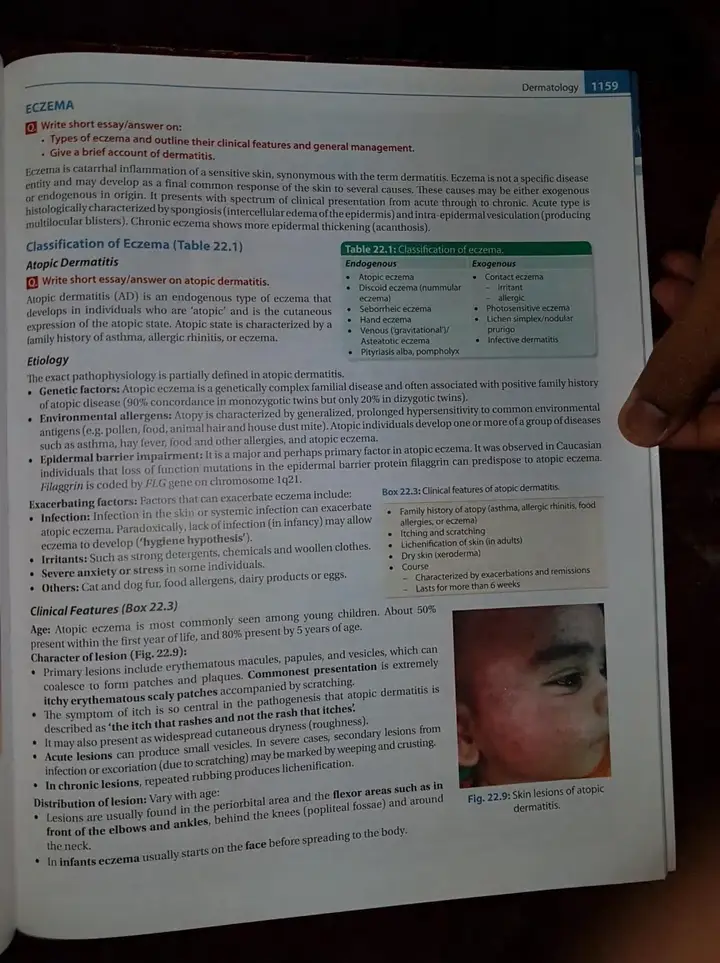 Dermatology 1159
ECZEMA
Q. Write short essay/answer on:
• Types of eczema and outline their clinical features and general management.
• Give a brief account of dermatitis.
Eczema is catarrhal inflammation of a sensitive skin, synonymous with the term dermatitis. Eczema is not a specific disease
entity and may develop as a final common response of the skin to several causes. These causes may be either exogenous
or endogenous in origin. It presents with spectrum of clinical presentation from acute through to chronic. Acute type is
histologically characterized by spongiosis (intercellular edema of the epidermis) and intra-epidermal vesiculation (producing
multilocular blisters). Chronic eczema shows more epidermal thickening (acanthosis).
Classification of Eczema (Table 22.1)
Atopic Dermatitis
Q. Write short essay/answer on atopic dermatitis.
Atopic dermatitis (AD) is an endogenous type of eczema that
develops in individuals who are 'atopic' and is the cutaneous
expression of the atopic state. Atopic state is characterized by a
family history of asthma, allergic rhinitis, or eczema.
Table 22.1: Classification of eczema.
Endogenous
• Atopic eczema
• Discoid eczema (nummular
eczema)
• Seborrheic eczema
• Hand eczema
• Venous ('gravitational')/
Asteatotic eczema
• Pityriasis alba, pompholyx
Exogenous
• Contact eczema
– Irritant
– allergic
• Photosensitive eczema
• Lichen simplex/nodular
prurigo
• Infective dermatitis
Etiology
The exact pathophysiology is partially defined in atopic dermatitis.
• Genetic factors: Atopic eczema is a genetically complex familial disease and often associated with positive family history
of atopic disease (90% concordance in monozygotic twins but only 20% in dizygotic twins).
• Environmental allergens: Atopy is characterized by generalized, prolonged hypersensitivity to common environmental
antigens (e.g. pollen, food, animal hair and house dust mite). Atopic individuals develop one or more of a group of diseases
such as asthma, hay fever, food and other allergies, and atopic eczema.
• Epidermal barrier impairment: It is a major and perhaps primary factor in atopic eczema. It was observed in Caucasian
individuals that loss of function mutations in the epidermal barrier protein filaggrin can predispose to atopic eczema.
Filaggrin is coded by FLG gene on chromosome 1q21.
Exacerbating factors: Factors that can exacerbate eczema include:
• Infection: Infection in the skin or systemic infection can exacerbate
atopic eczema. Paradoxically, lack of infection (in infancy) may allow
eczema to develop ('hygiene hypothesis').
• Irritants: Such as strong detergents, chemicals and woollen clothes.
• Severe anxiety or stress in some individuals.
• Others: Cat and dog fur, food allergens, dairy products or eggs.
Box 22.3: Clinical features of atopic dermatitis.
• Family history of atopy (asthma, allergic rhinitis, food
allergies, or eczema)
• Itching and scratching
• Lichenification of skin (in adults)
• Dry skin (xeroderma)
• Course
– Characterized by exacerbations and remissions
– Lasts for more than 6 weeks
Clinical Features (Box 22.3)
Age: Atopic eczema is most commonly seen among young children. About 50%
present within the first year of life, and 80% present by 5 years of age.
Character of lesion (Fig. 22.9):
• Primary lesions include erythematous macules, papules, and vesicles, which can
coalesce to form patches and plaques. Commonest presentation is extremely
itchy erythematous scaly patches accompanied by scratching.
• The symptom of itch is so central in the pathogenesis that atopic dermatitis is
described as 'the itch that rashes and not the rash that itches'.
• It may also present as widespread cutaneous dryness (roughness).
• Acute lesions can produce small vesicles. In severe cases, secondary lesions from
infection or excoriation (due to scratching) may be marked by weeping and crusting.
• In chronic lesions, repeated rubbing produces lichenification.
Distribution of lesion: Vary with age:
• Lesions are usually found in the periorbital area and the flexor areas such as in
front of the elbows and ankles, behind the knees (popliteal fossae) and around
the neck.
• In infants eczema usually starts on the face before spreading to the body.
Fig. 22.9: Skin lesions of atopic
dermatitis.